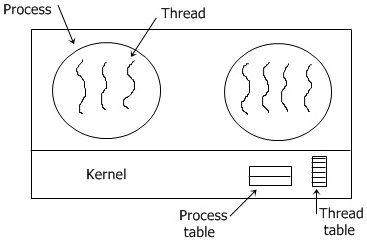 Process
Thread
Kernel
Process
table
Thread
table